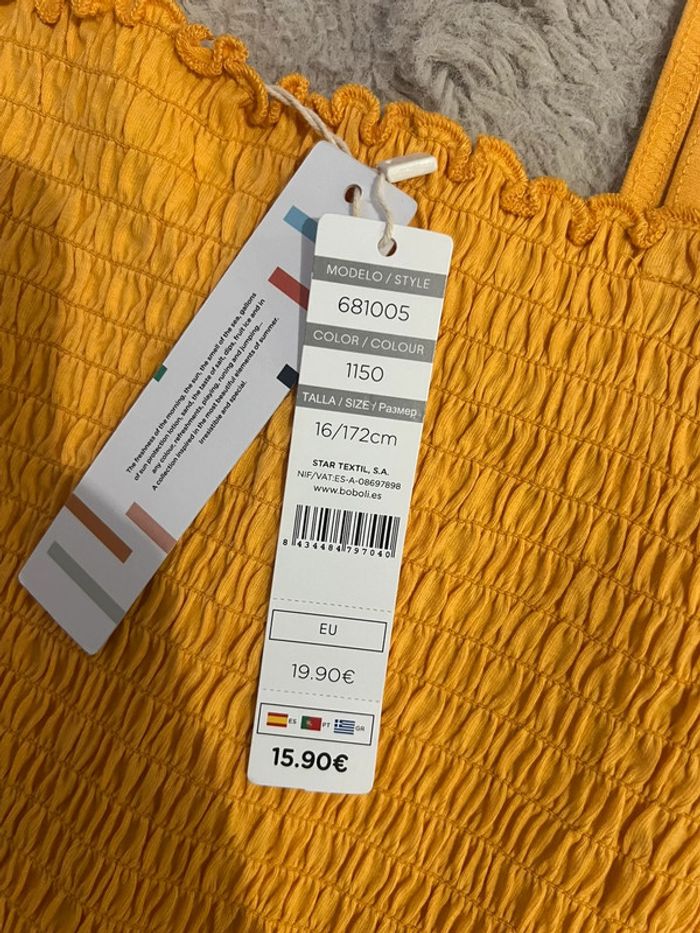 MODELO / STYLE
681005
COLOR / COLOUR
1150
TALLA / SIZE / Размер
16/172cm
STAR TEXTIL, S.A.
NIF/VAT:ES-A-08697898
www.boboli.es
8 434484 797040
EU
19.90€
ES PT GR
15.90€
The freshness of the morning, the sun, the smell of the sea, gallons
of sun protection lotion, sand, the taste of salt, dips, fruit ice and in
any colour, refreshments, playing, runing and jumping...
A collection inspired in the most beautiful elements of summer.
Irresistible and special.